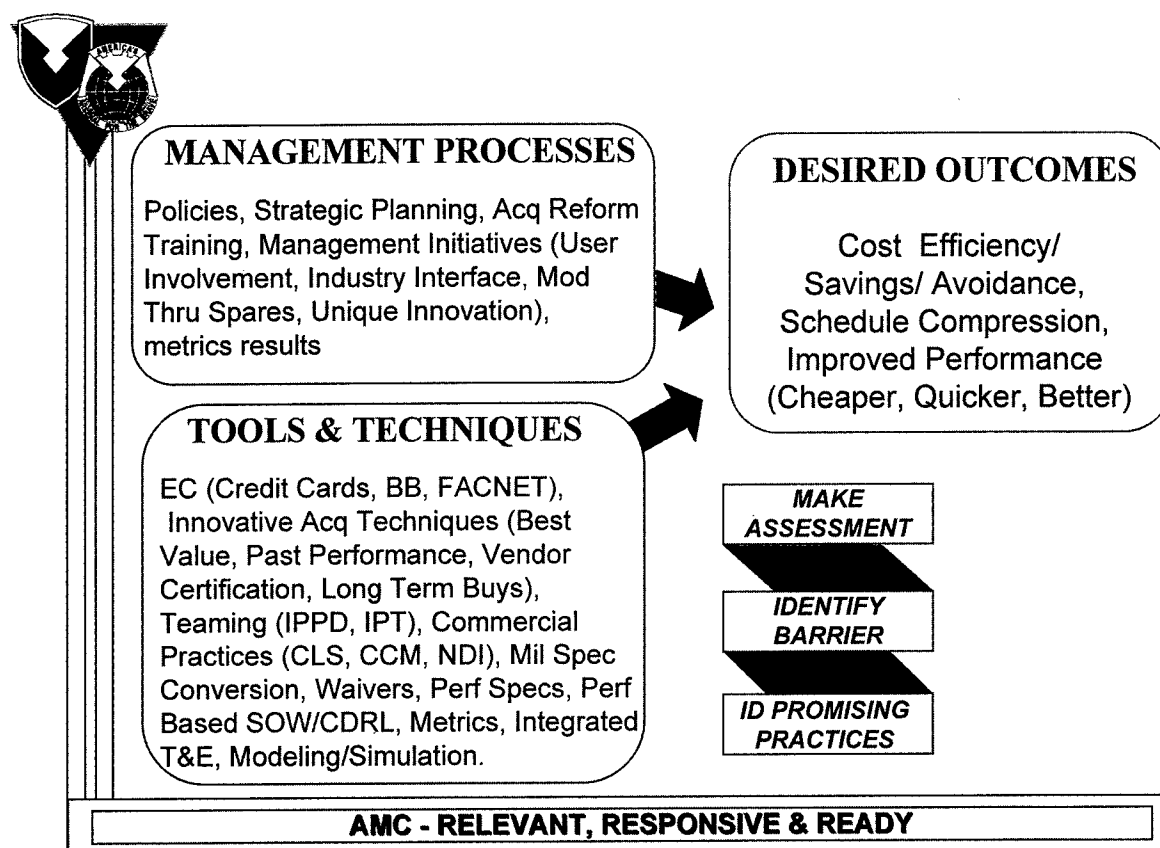 AMERICA'S
MANAGEMENT PROCESSES
Policies, Strategic Planning, Acq Reform
Training, Management Initiatives (User
Involvement, Industry Interface, Mod
Thru Spares, Unique Innovation),
metrics results
TOOLS & TECHNIQUES
EC (Credit Cards, BB, FACNET),
Innovative Acq Techniques (Best
Value, Past Performance, Vendor
Certification, Long Term Buys),
Teaming (IPPD, IPT), Commercial
Practices (CLS, CCM, NDI), Mil Spec
Conversion, Waivers, Perf Specs, Perf
Based SOW/CDRL, Metrics, Integrated
T&E, Modeling/Simulation.
DESIRED OUTCOMES
Cost Efficiency/
Savings/ Avoidance,
Schedule Compression,
Improved Performance
(Cheaper, Quicker, Better)
MAKE
ASSESSMENT
IDENTIFY
BARRIER
ID PROMISING
PRACTICES
AMC - RELEVANT, RESPONSIVE & READY